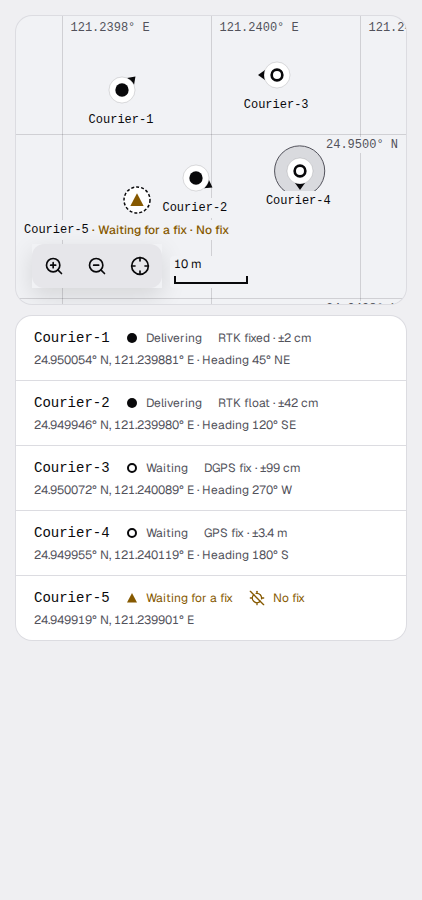 121.2398° E
121.2400° E
121.2
Courier-3
Courier-1
24.9500° N
Courier-4
Courier-2
Courier-5 · Waiting for a fix · No fix
10 m
Courier-1 Delivering RTK fixed · ±2 cm
24.950054° N, 121.239881° E · Heading 45° NE
Courier-2 Delivering RTK float · ±42 cm
24.949946° N, 121.239980° E · Heading 120° SE
Courier-3 Waiting DGPS fix · ±99 cm
24.950072° N, 121.240089° E · Heading 270° W
Courier-4 Waiting GPS fix · ±3.4 m
24.949955° N, 121.240119° E · Heading 180° S
Courier-5 Waiting for a fix No fix
24.949919° N, 121.239901° E